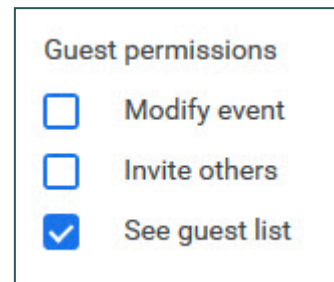 Guest permissions
Modify event
Invite others
See guest list